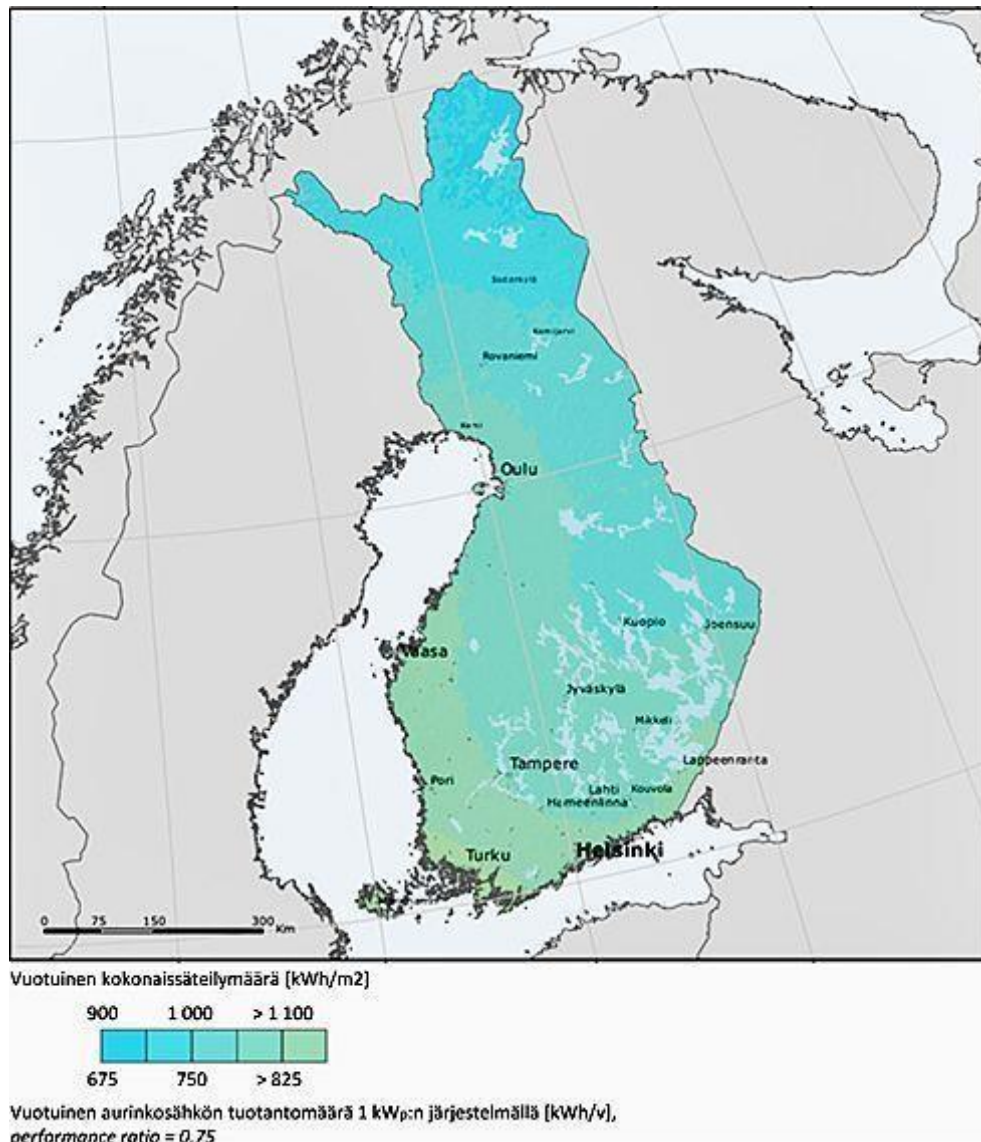 Sodankylä
Kemijärvi
Rovaniemi
Kemi
Oulu
Vaasa
Kuopio
Joensuu
Jyväskylä
Mikkeli
Lappeenranta
Tampere
Pori
Lahti
Kouvola
Hämeenlinna
Helsinki
Turku
0 75 150 300 Km
Vuotuinen kokonaissäteilymäärä [kWh/m2]
900 1 000 > 1 100
675 750 > 825
Vuotuinen aurinkosähkön tuotantomäärä 1 kWp:n järjestelmällä [kWh/v],
performance ratio = 0,75